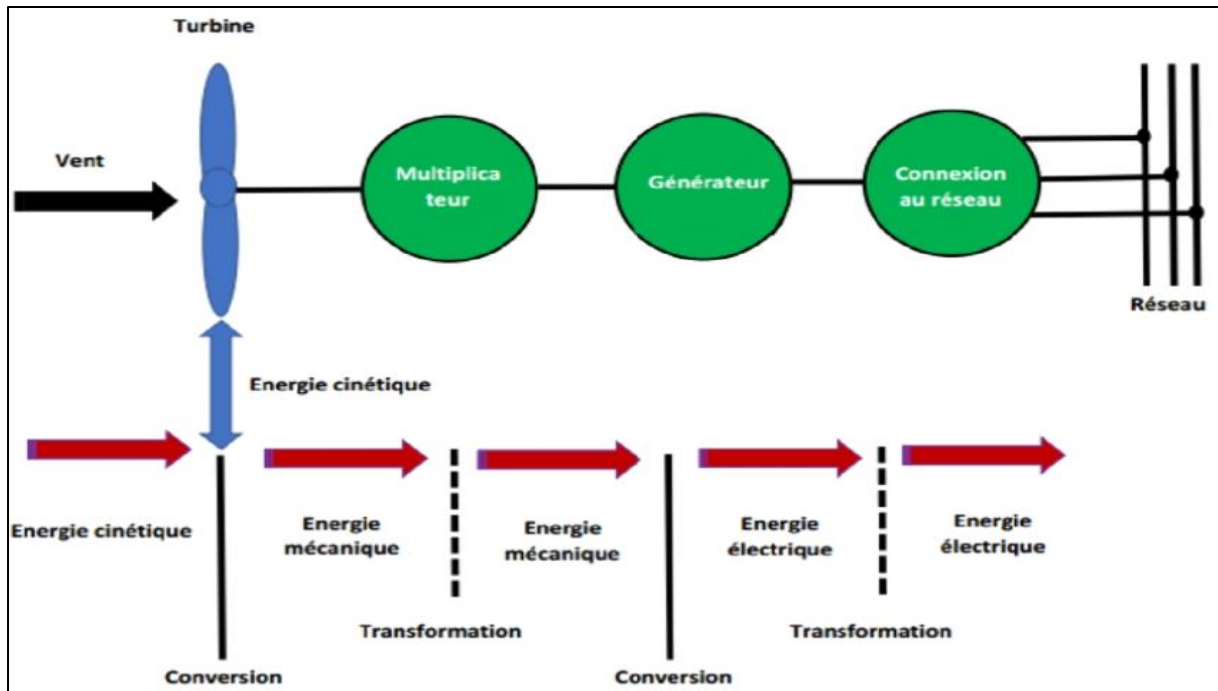 Turbine
Vent
Multiplica
teur
Générateur
Connexion
au réseau
Réseau
Energie cinétique
Energie cinétique
Energie
mécanique
Energie
mécanique
Energie
électrique
Energie
électrique
Transformation
Transformation
Conversion
Conversion